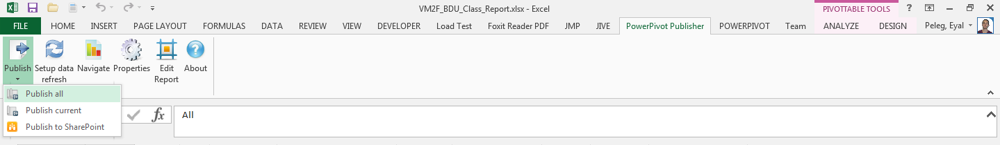 VM2F_BDU_Class_Report.xlsx - Excel
PIVOTTABLE TOOLS
?
FILE HOME INSERT PAGE LAYOUT FORMULAS DATA REVIEW VIEW DEVELOPER Load Test Foxit Reader PDF JMP JIVE PowerPivot Publisher POWERPIVOT Team ANALYZE DESIGN Peleg, Eyal
Publish Setup data Navigate Properties Edit About
refresh Report
Publish all
Publish current
Publish to SharePoint
fx All